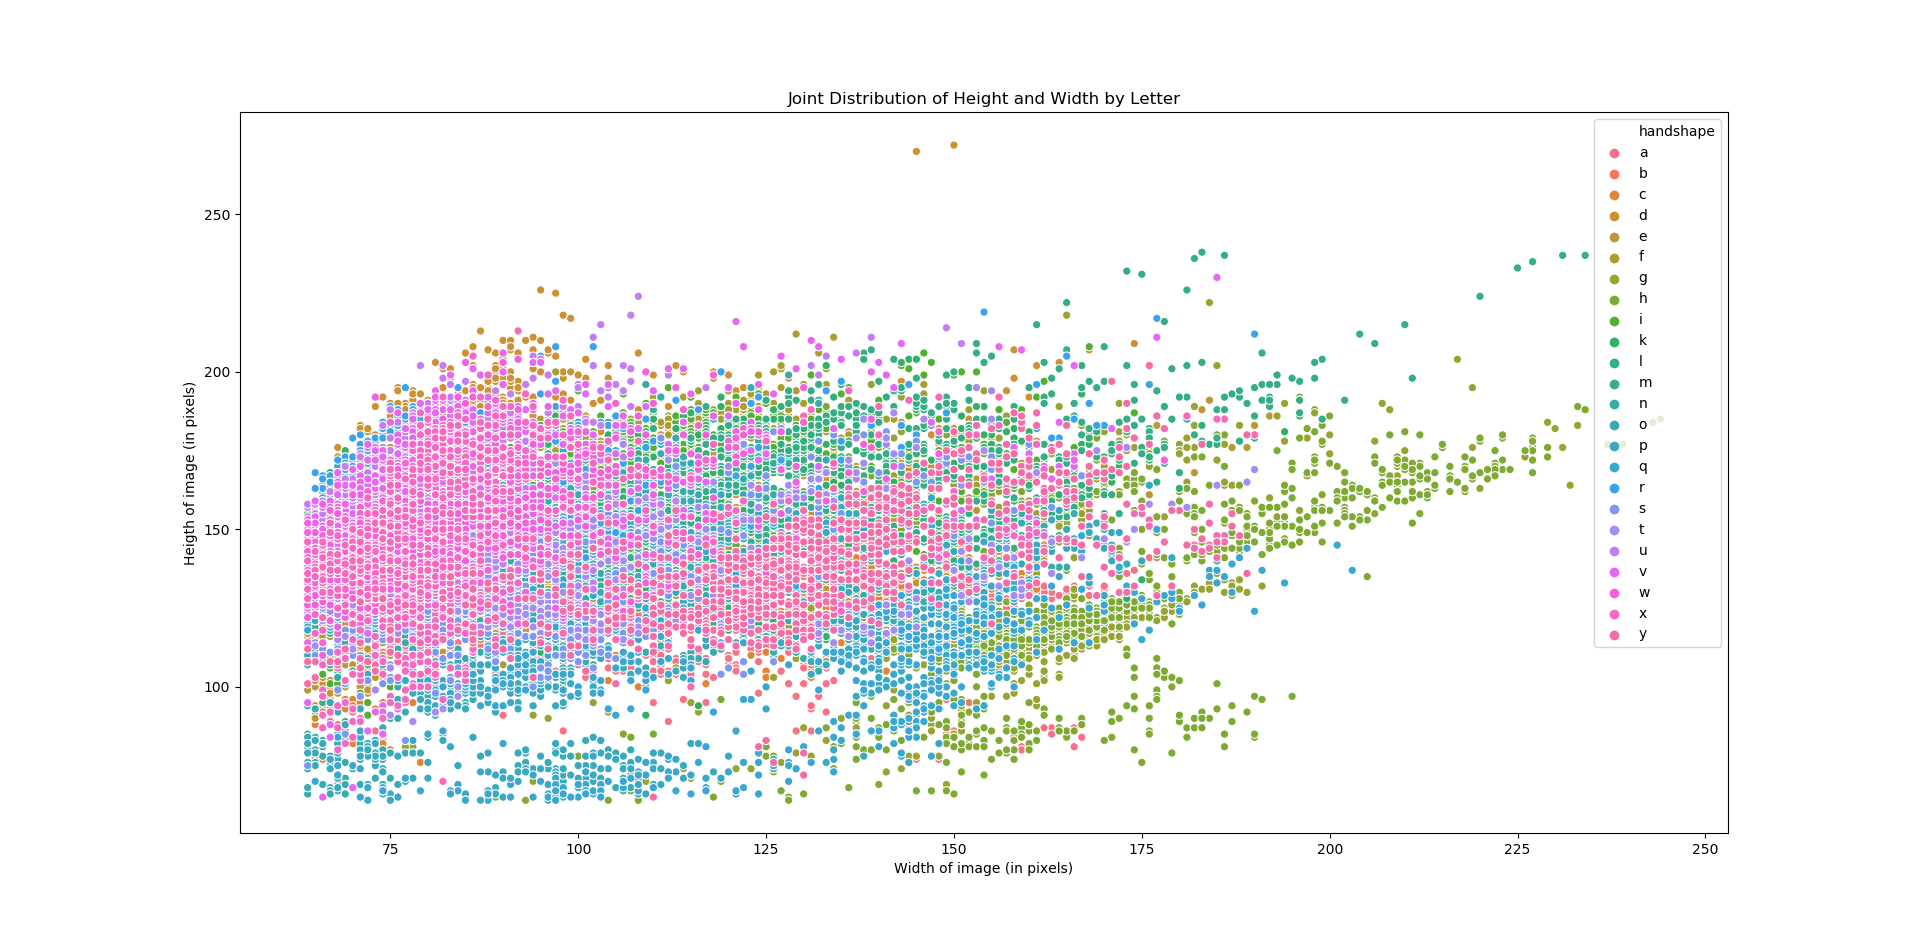 Joint Distribution of Height and Width by Letter
Heigth of image (in pixels)
250
200
150
100
75
100
125
150
175
200
225
250
Width of image (in pixels)
handshape
a
b
c
d
e
f
g
h
i
k
l
m
n
o
p
q
r
s
t
u
v
w
x
y